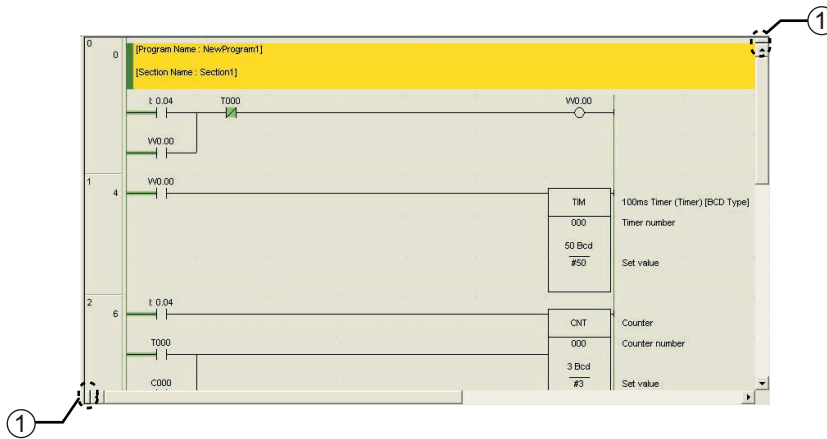 ①
0
0
[Program Name : NewProgram1]
[Section Name : Section1]
I: 0.04
T000
W0.00
W0.00
1
4
W0.00
TIM
100ms Timer (Timer) [BCD Type]
000
Timer number
50 Bcd
#50
Set value
2
6
I: 0.04
CNT
Counter
T000
000
Counter number
3 Bcd
C000
#3
Set value
①